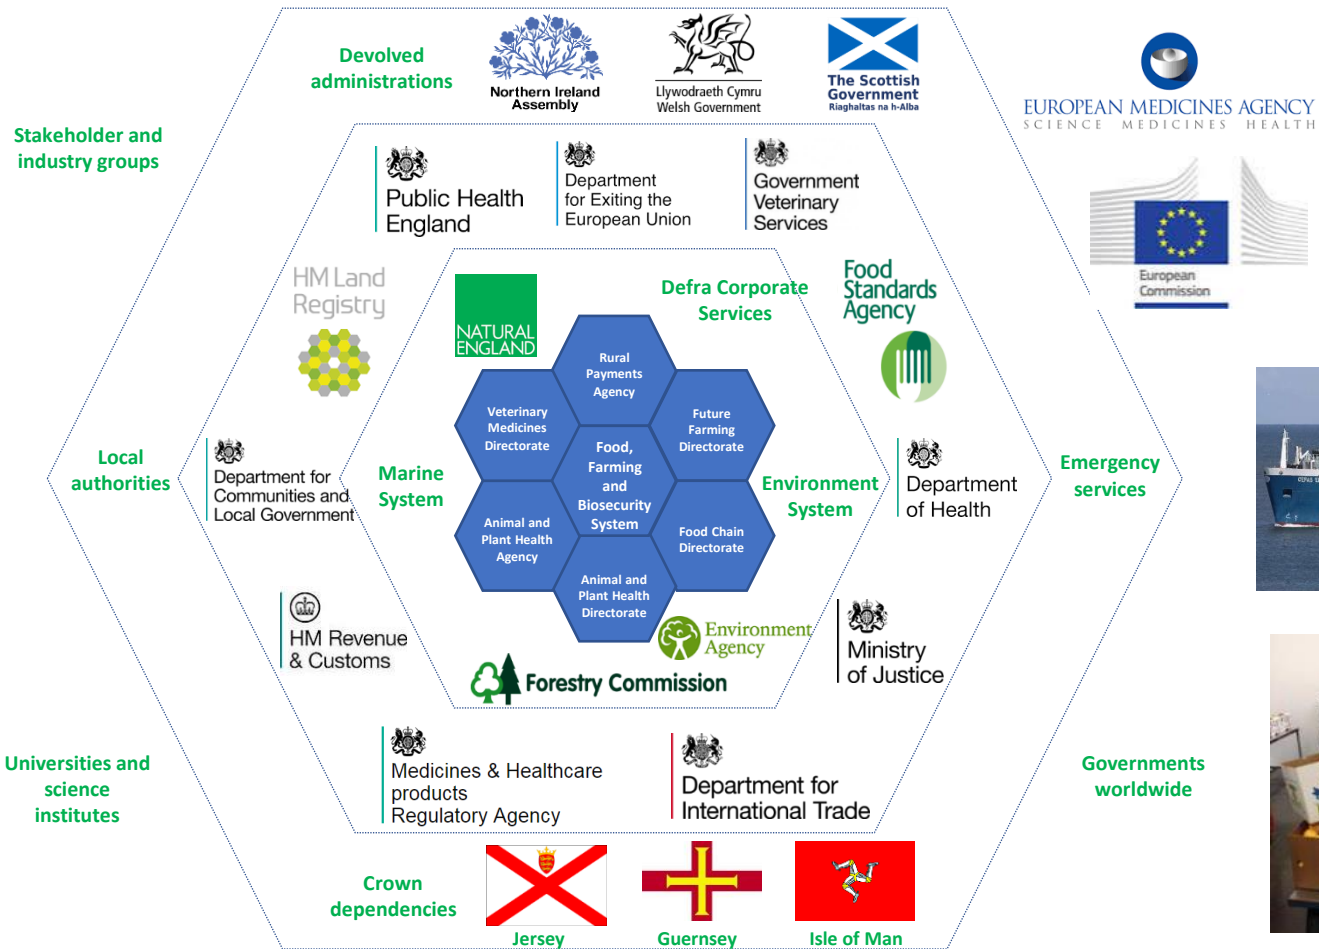 Devolved
administrations
Northern Ireland
Assembly
Llywodraeth Cymru
Welsh Government
The Scottish
Government
Riaghaltas na h-Alba
EUROPEAN MEDICINES AGENCY
SCIENCE MEDICINES HEALTH
Stakeholder and
industry groups
Public Health
England
Department
for Exiting the
European Union
Government
Veterinary
Services
European
Commission
HM Land
Registry
NATURAL
ENGLAND
Defra Corporate
Services
Food
Standards
Agency
Rural
Payments
Agency
Veterinary
Medicines
Directorate
Future
Farming
Directorate
Food,
Farming
and
Biosecurity
System
Local
authorities
Department for
Communities and
Local Government
Marine
System
Environment
System
Department
of Health
Emergency
services
Animal and
Plant Health
Agency
Food Chain
Directorate
Animal and
Plant Health
Directorate
HM Revenue
& Customs
Environment
Agency
Ministry
of Justice
Forestry Commission
Universities and
science
institutes
Medicines & Healthcare
products
Regulatory Agency
Department for
International Trade
Governments
worldwide
Crown
dependencies
Jersey
Guernsey
Isle of Man